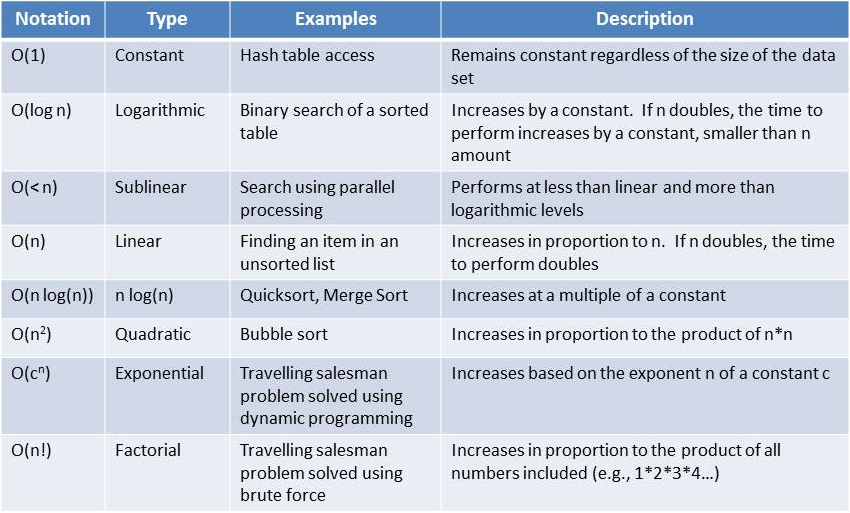 Notation Type Examples Description
O(1) Constant Hash table access Remains constant regardless of the size of the data
set
O(log n) Logarithmic Binary search of a sorted Increases by a constant. If n doubles, the time to
table perform increases by a constant, smaller than n
amount
O(< n) Sublinear Search using parallel Performs at less than linear and more than
processing logarithmic levels
O(n) Linear Finding an item in an Increases in proportion to n. If n doubles, the time
unsorted list to perform doubles
O(n log(n)) n log(n) Quicksort, Merge Sort Increases at a multiple of a constant
O(n²) Quadratic Bubble sort Increases in proportion to the product of n*n
O(cⁿ) Exponential Travelling salesman Increases based on the exponent n of a constant c
problem solved using
dynamic programming
O(n!) Factorial Travelling salesman Increases in proportion to the product of all
problem solved using numbers included (e.g., 1*2*3*4…)
brute force